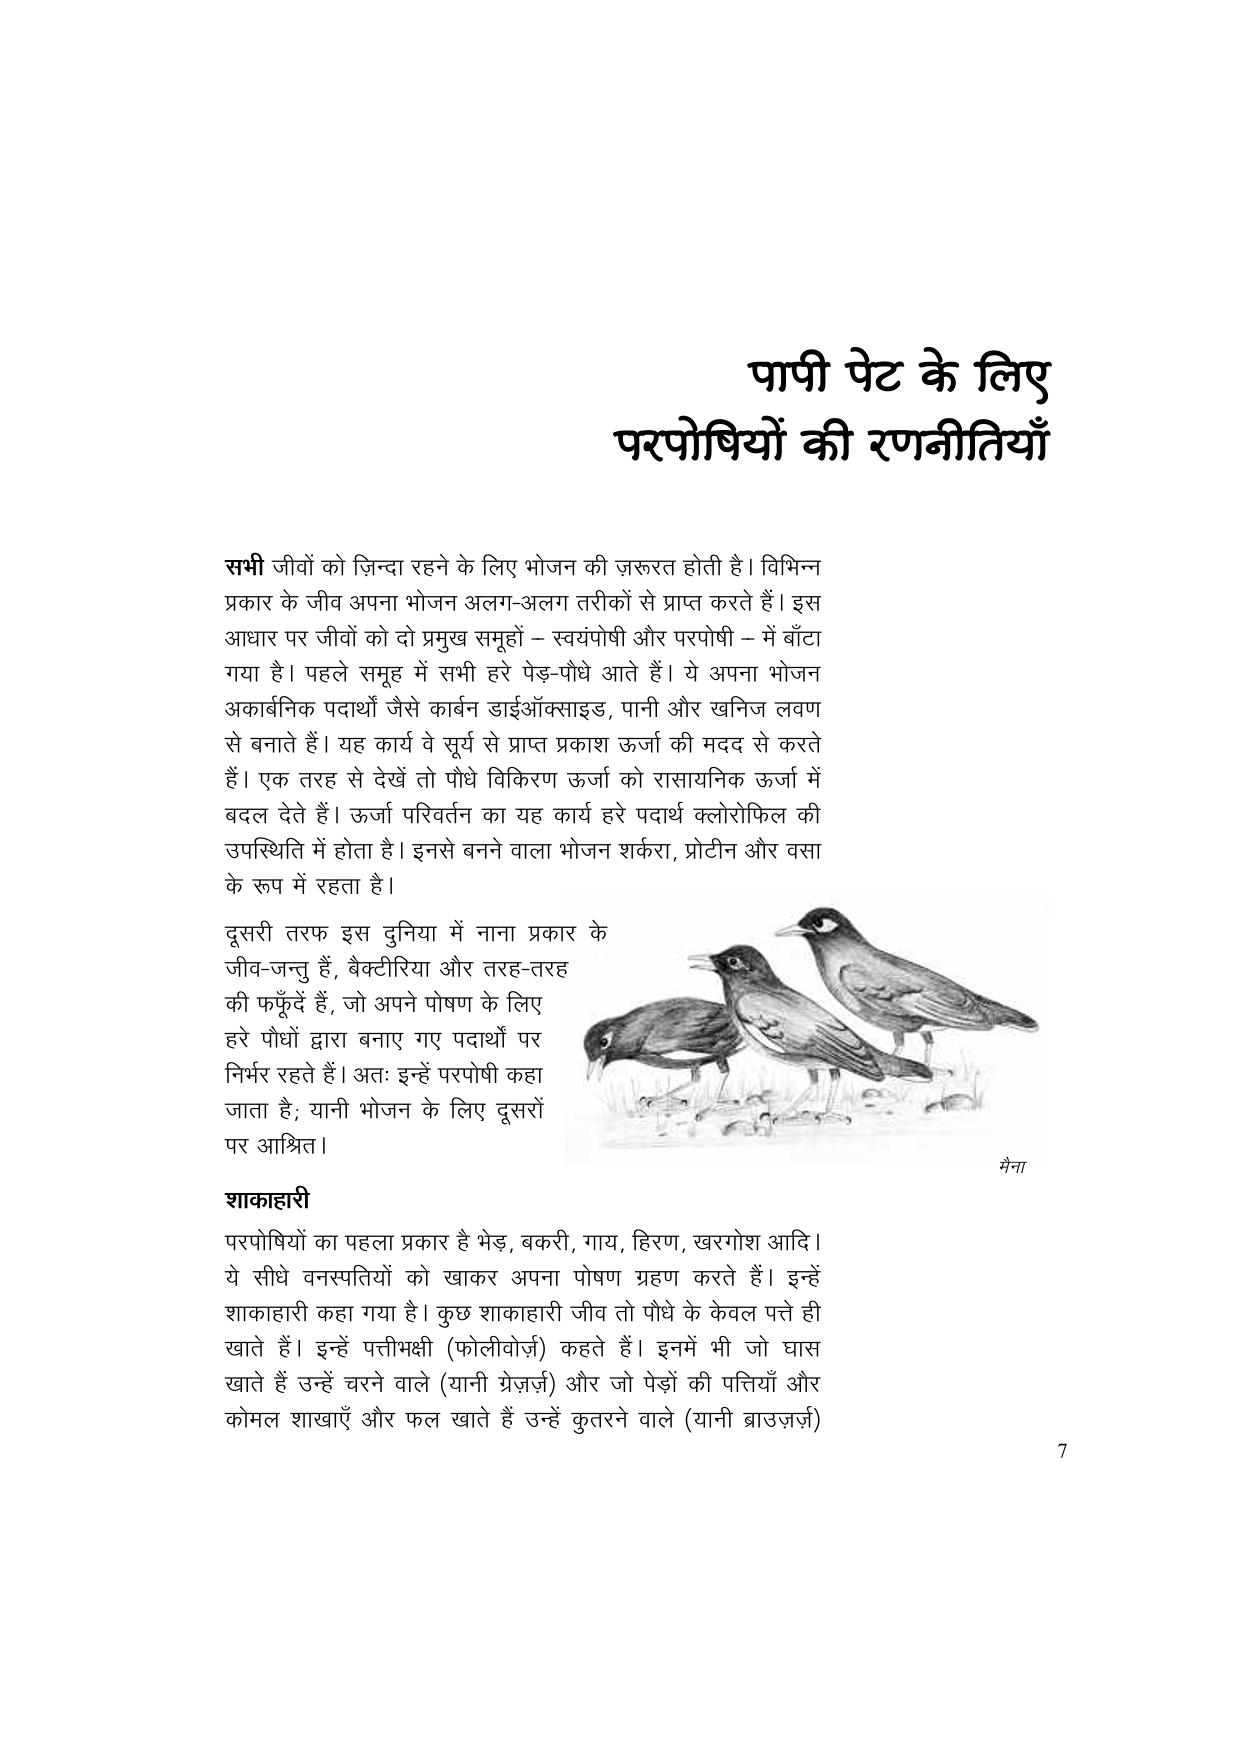 पापी पेट के लिए
परपोषियों की रणनीतियाँ
सभी जीवों को ज़िन्दा रहने के लिए भोजन की ज़रूरत होती है। विभिन्न
प्रकार के जीव अपना भोजन अलग-अलग तरीकों से प्राप्त करते हैं। इस
आधार पर जीवों को दो प्रमुख समूहों – स्वयंपोषी और परपोषी – में बाँटा
गया है। पहले समूह में सभी हरे पेड़-पौधे आते हैं। ये अपना भोजन
अकार्बनिक पदार्थों जैसे कार्बन डाईऑक्साइड, पानी और खनिज लवण
से बनाते हैं। यह कार्य वे सूर्य से प्राप्त प्रकाश ऊर्जा की मदद से करते
हैं। एक तरह से देखें तो पौधे विकिरण ऊर्जा को रासायनिक ऊर्जा में
बदल देते हैं। ऊर्जा परिवर्तन का यह कार्य हरे पदार्थ क्लोरोफिल की
उपस्थिति में होता है। इनसे बनने वाला भोजन शर्करा, प्रोटीन और वसा
के रूप में रहता है।
दूसरी तरफ इस दुनिया में नाना प्रकार के
जीव-जन्तु हैं, बैक्टीरिया और तरह-तरह
की फफूँदें हैं, जो अपने पोषण के लिए
हरे पौधों द्वारा बनाए गए पदार्थों पर
निर्भर रहते हैं। अतः इन्हें परपोषी कहा
जाता है; यानी भोजन के लिए दूसरों
पर आश्रित।
मैना
शाकाहारी
परपोषियों का पहला प्रकार है भेड़, बकरी, गाय, हिरण, खरगोश आदि।
ये सीधे वनस्पतियों को खाकर अपना पोषण ग्रहण करते हैं। इन्हें
शाकाहारी कहा गया है। कुछ शाकाहारी जीव तो पौधे के केवल पत्ते ही
खाते हैं। इन्हें पत्तीभक्षी (फोलीवोर्ज़) कहते हैं। इनमें भी जो घास
खाते हैं उन्हें चरने वाले (यानी ग्रेज़र्ज़) और जो पेड़ों की पत्तियाँ और
कोमल शाखाएँ और फल खाते हैं उन्हें कुतरने वाले (यानी ब्राउज़र्ज़)
7